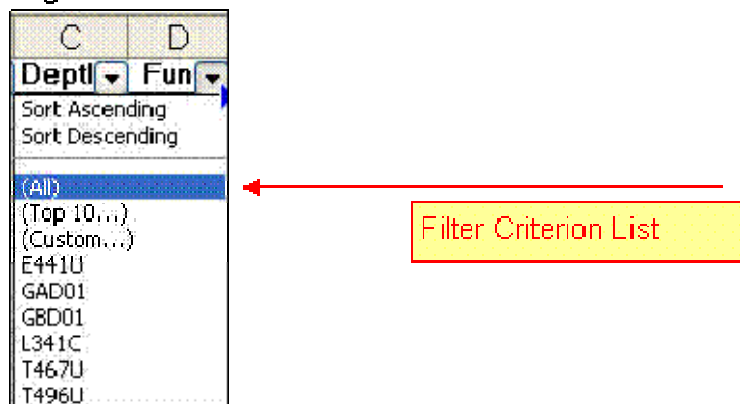 C D
Deptl Fun
Sort Ascending
Sort Descending
(All)
(Top 10...)
(Custom...)
E441U
GAD01
GBD01
L341C
T467U
T496U
Filter Criterion List